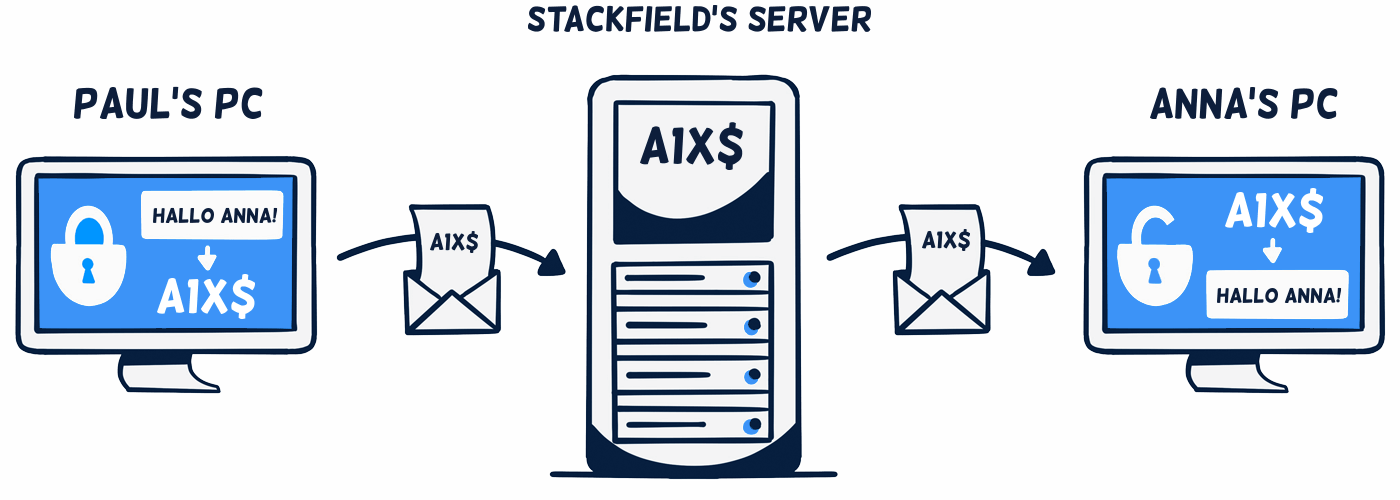 STACKFIELD'S SERVER
PAUL'S PC
HALLO ANNA!
A1X$
A1X$
A1X$
A1X$
ANNA'S PC
A1X$
HALLO ANNA!